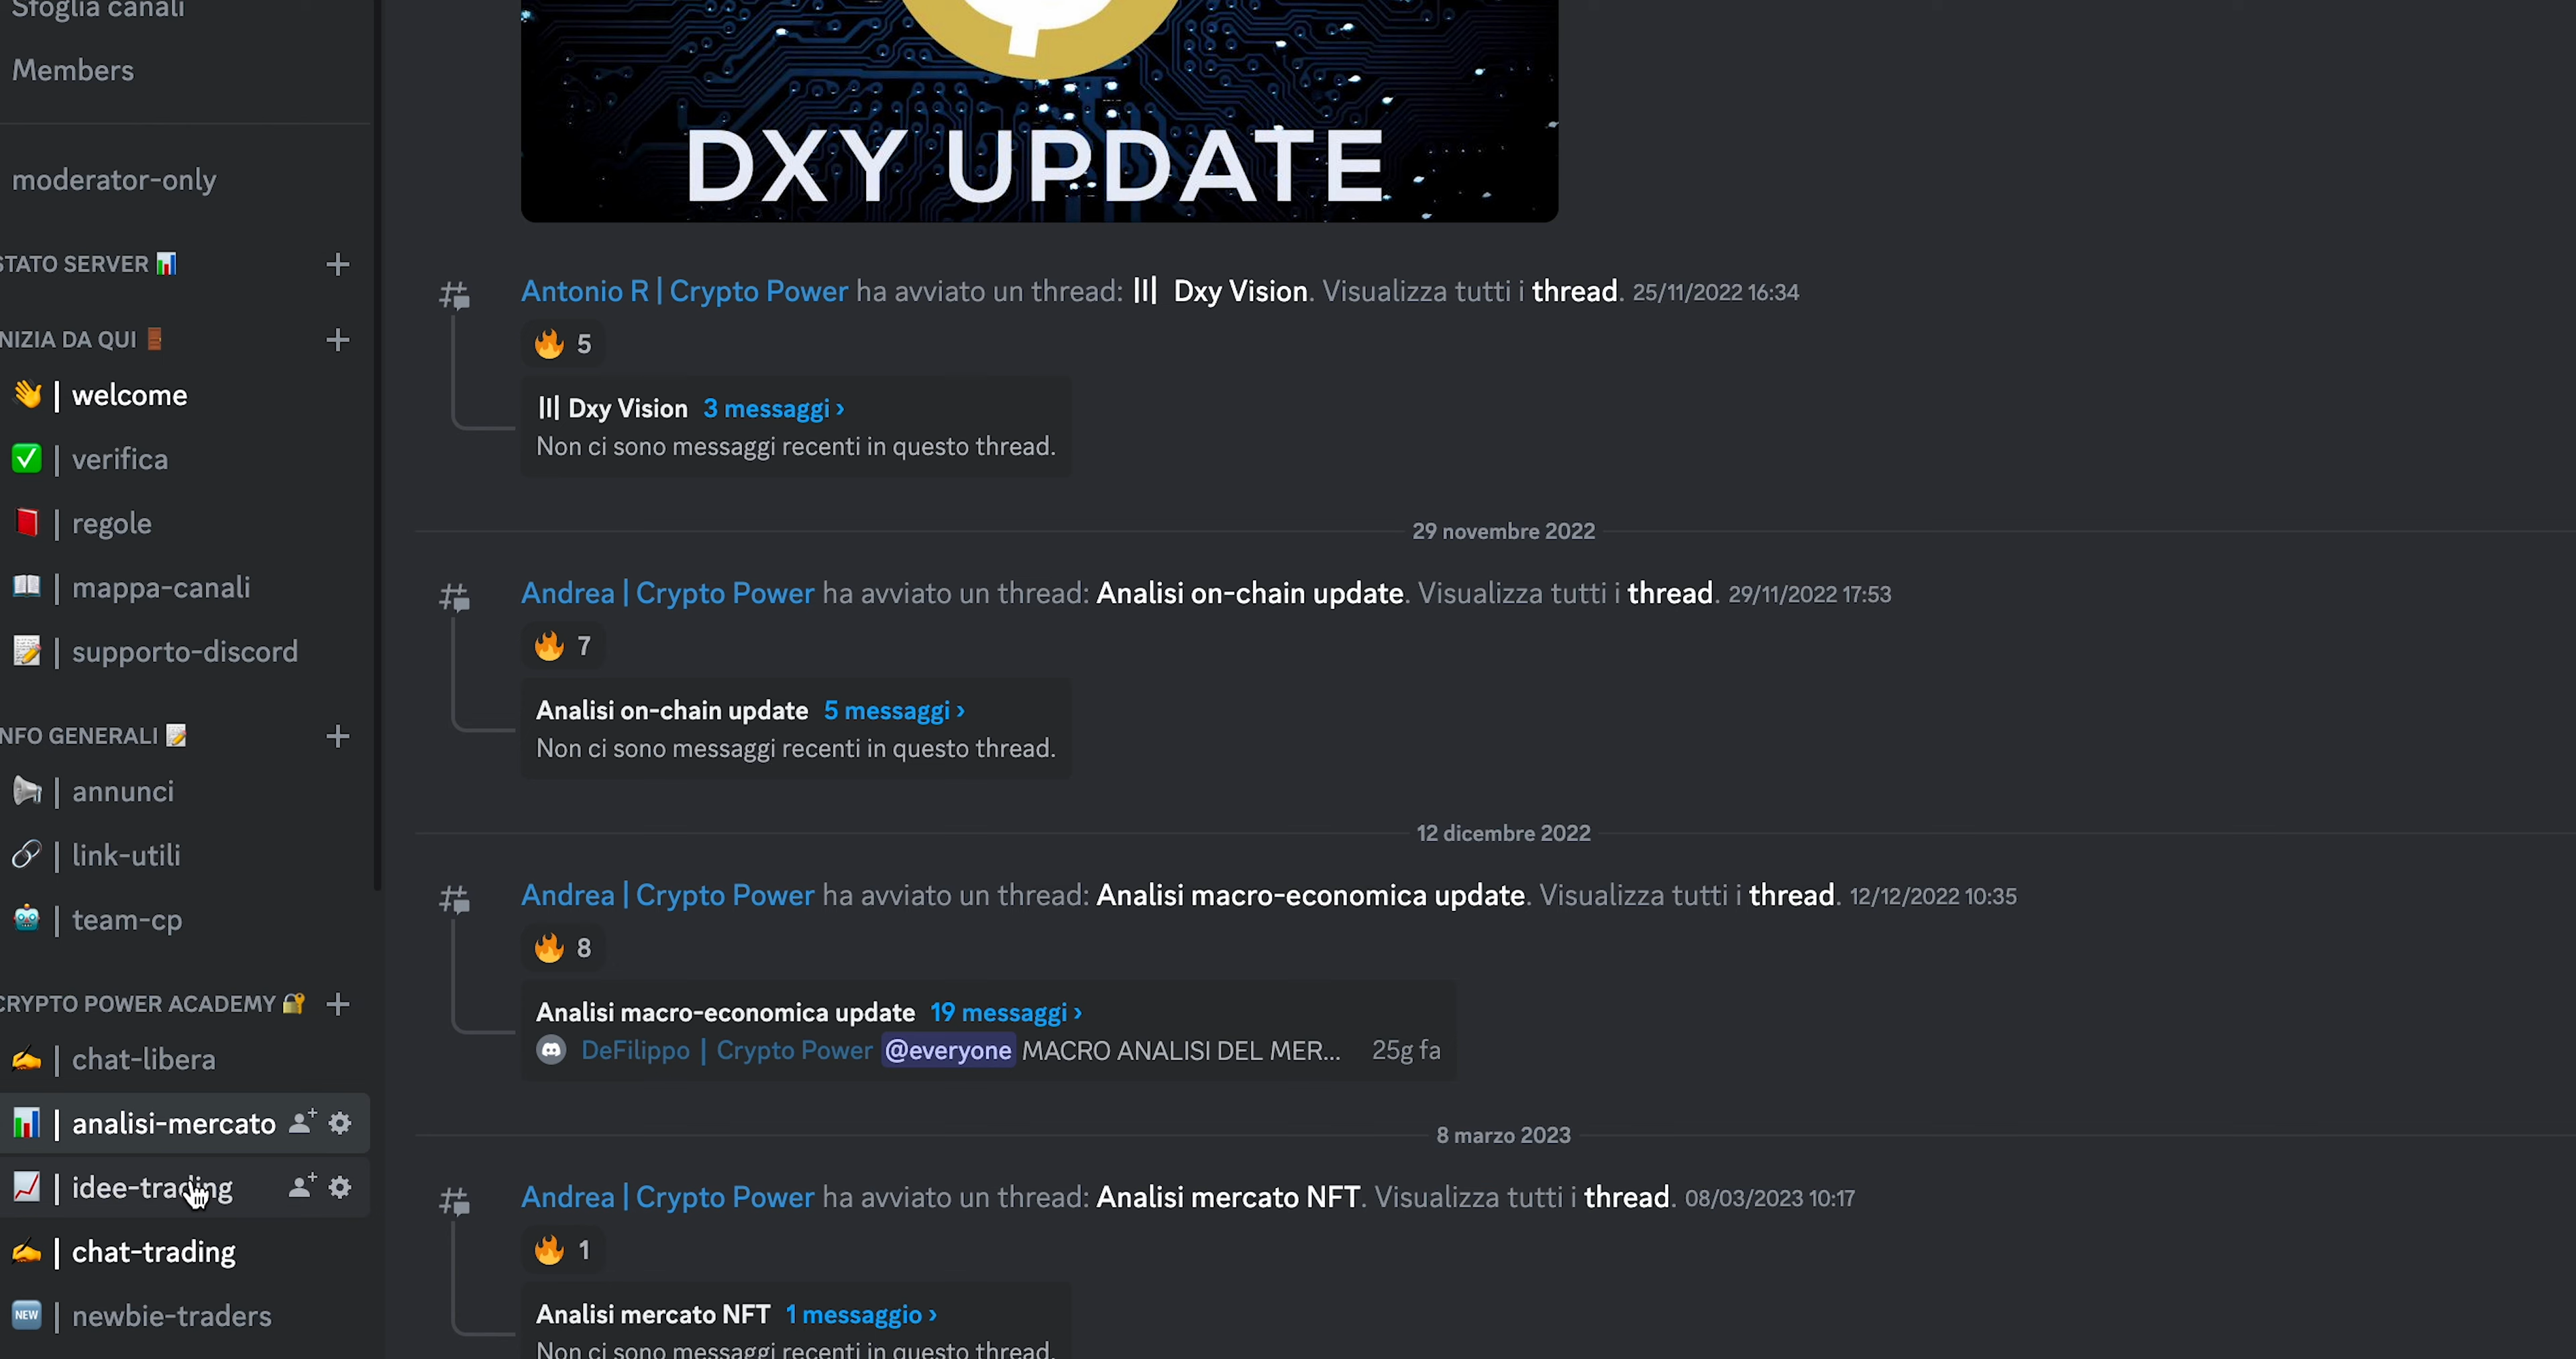 Sfoglia canali
Members
moderator-only
STATO SERVER 📊
INIZIA DA QUI 🚪
👋 | welcome
✅ | verifica
📕 | regole
📖 | mappa-canali
📝 | supporto-discord
INFO GENERALI 📝
📢 | annunci
🔗 | link-utili
🤖 | team-cp
CRYPTO POWER ACADEMY 🔐
✍️ | chat-libera
📊 | analisi-mercato
📈 | idee-trading
✍️ | chat-trading
🆕 | newbie-traders
DXY UPDATE
Antonio R | Crypto Power ha avviato un thread: |I| Dxy Vision. Visualizza tutti i thread. 25/11/2022 16:34
🔥 5
|I| Dxy Vision 3 messaggi ›
Non ci sono messaggi recenti in questo thread.
29 novembre 2022
Andrea | Crypto Power ha avviato un thread: Analisi on-chain update. Visualizza tutti i thread. 29/11/2022 17:53
🔥 7
Analisi on-chain update 5 messaggi ›
Non ci sono messaggi recenti in questo thread.
12 dicembre 2022
Andrea | Crypto Power ha avviato un thread: Analisi macro-economica update. Visualizza tutti i thread. 12/12/2022 10:35
🔥 8
Analisi macro-economica update 19 messaggi ›
DeFilippo | Crypto Power @everyone MACRO ANALISI DEL MER... 25g fa
8 marzo 2023
Andrea | Crypto Power ha avviato un thread: Analisi mercato NFT. Visualizza tutti i thread. 08/03/2023 10:17
🔥 1
Analisi mercato NFT 1 messaggio ›
Non ci sono messaggi recenti in questo thread.